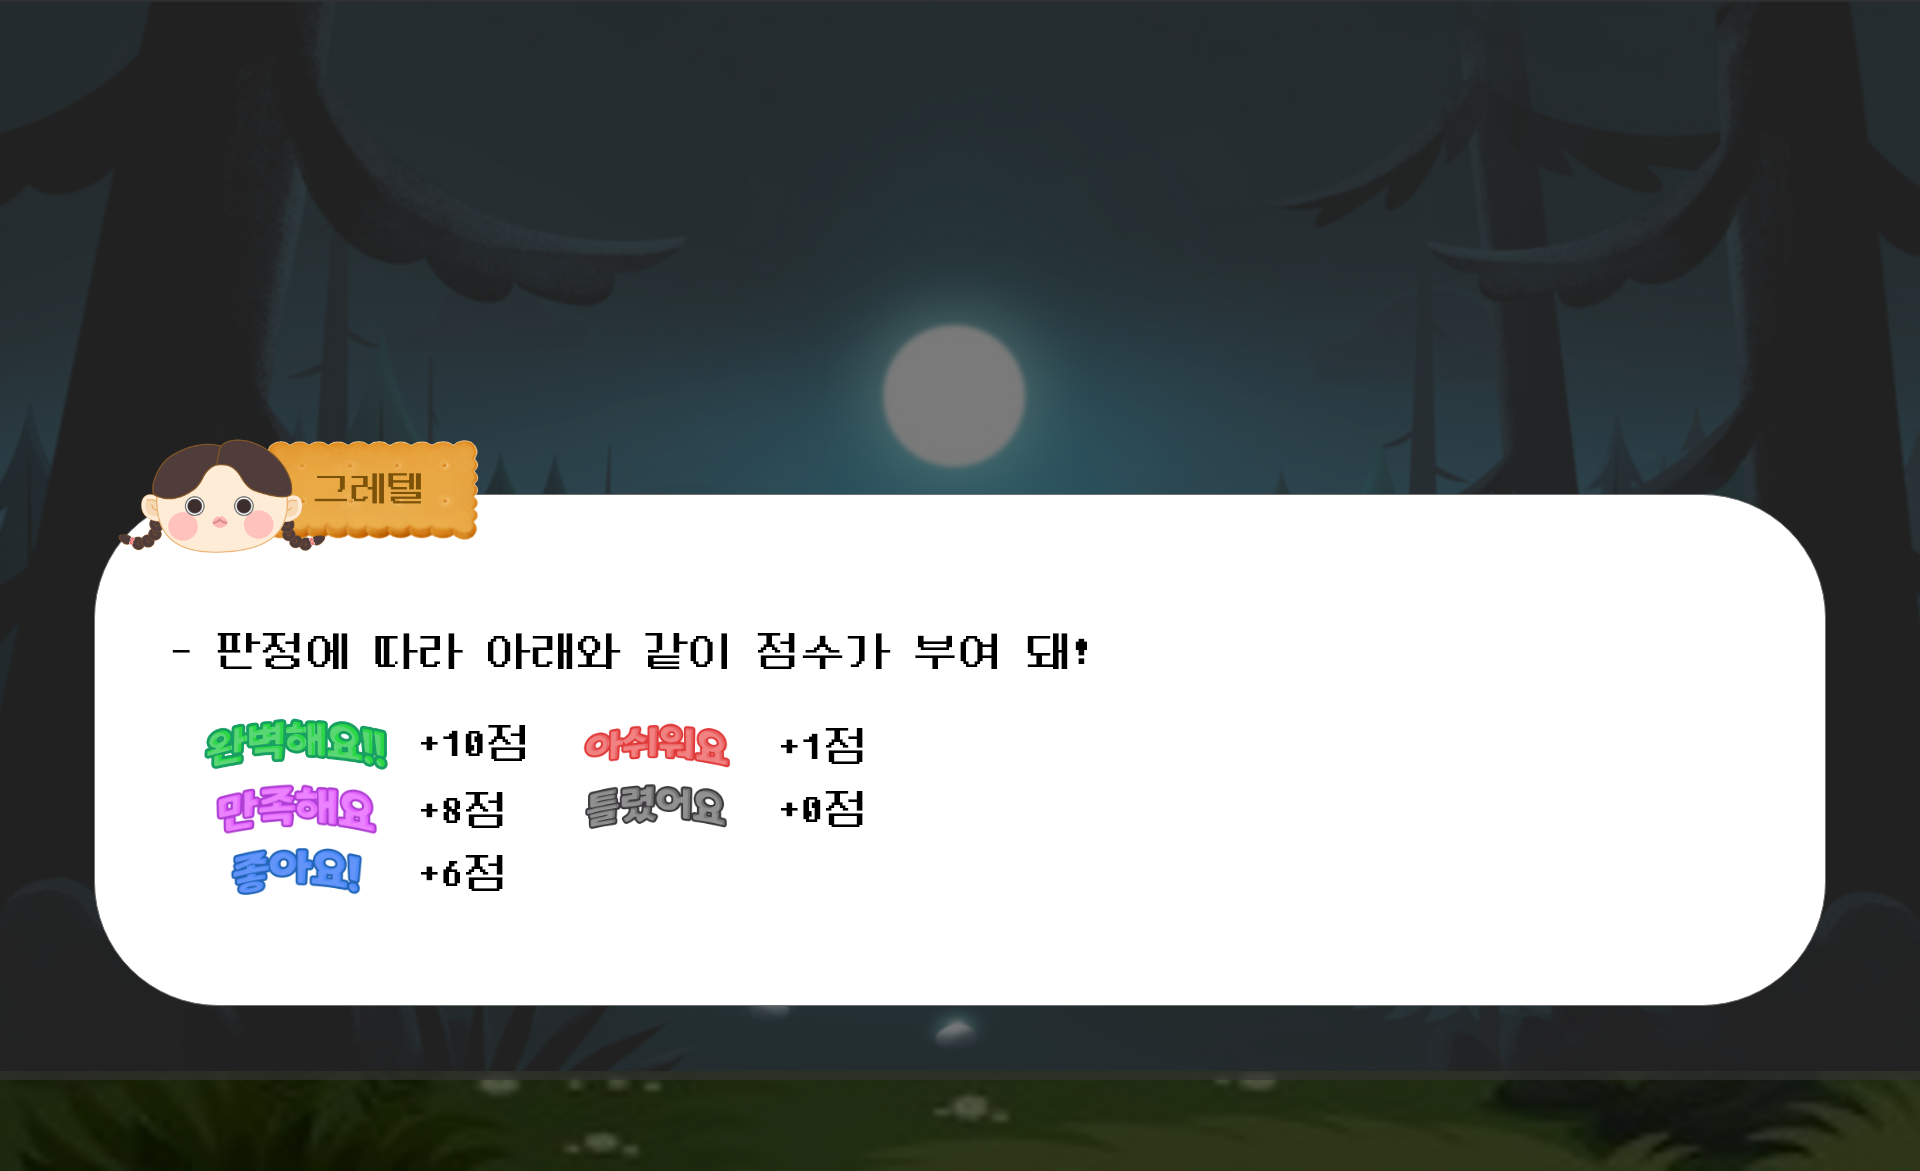 그레텔
- 판정에 따라 아래와 같이 점수가 부여 돼!
완벽해요!! +10점 아쉬워요 +1점
만족해요 +8점 틀렸어요 +0점
좋아요! +6점